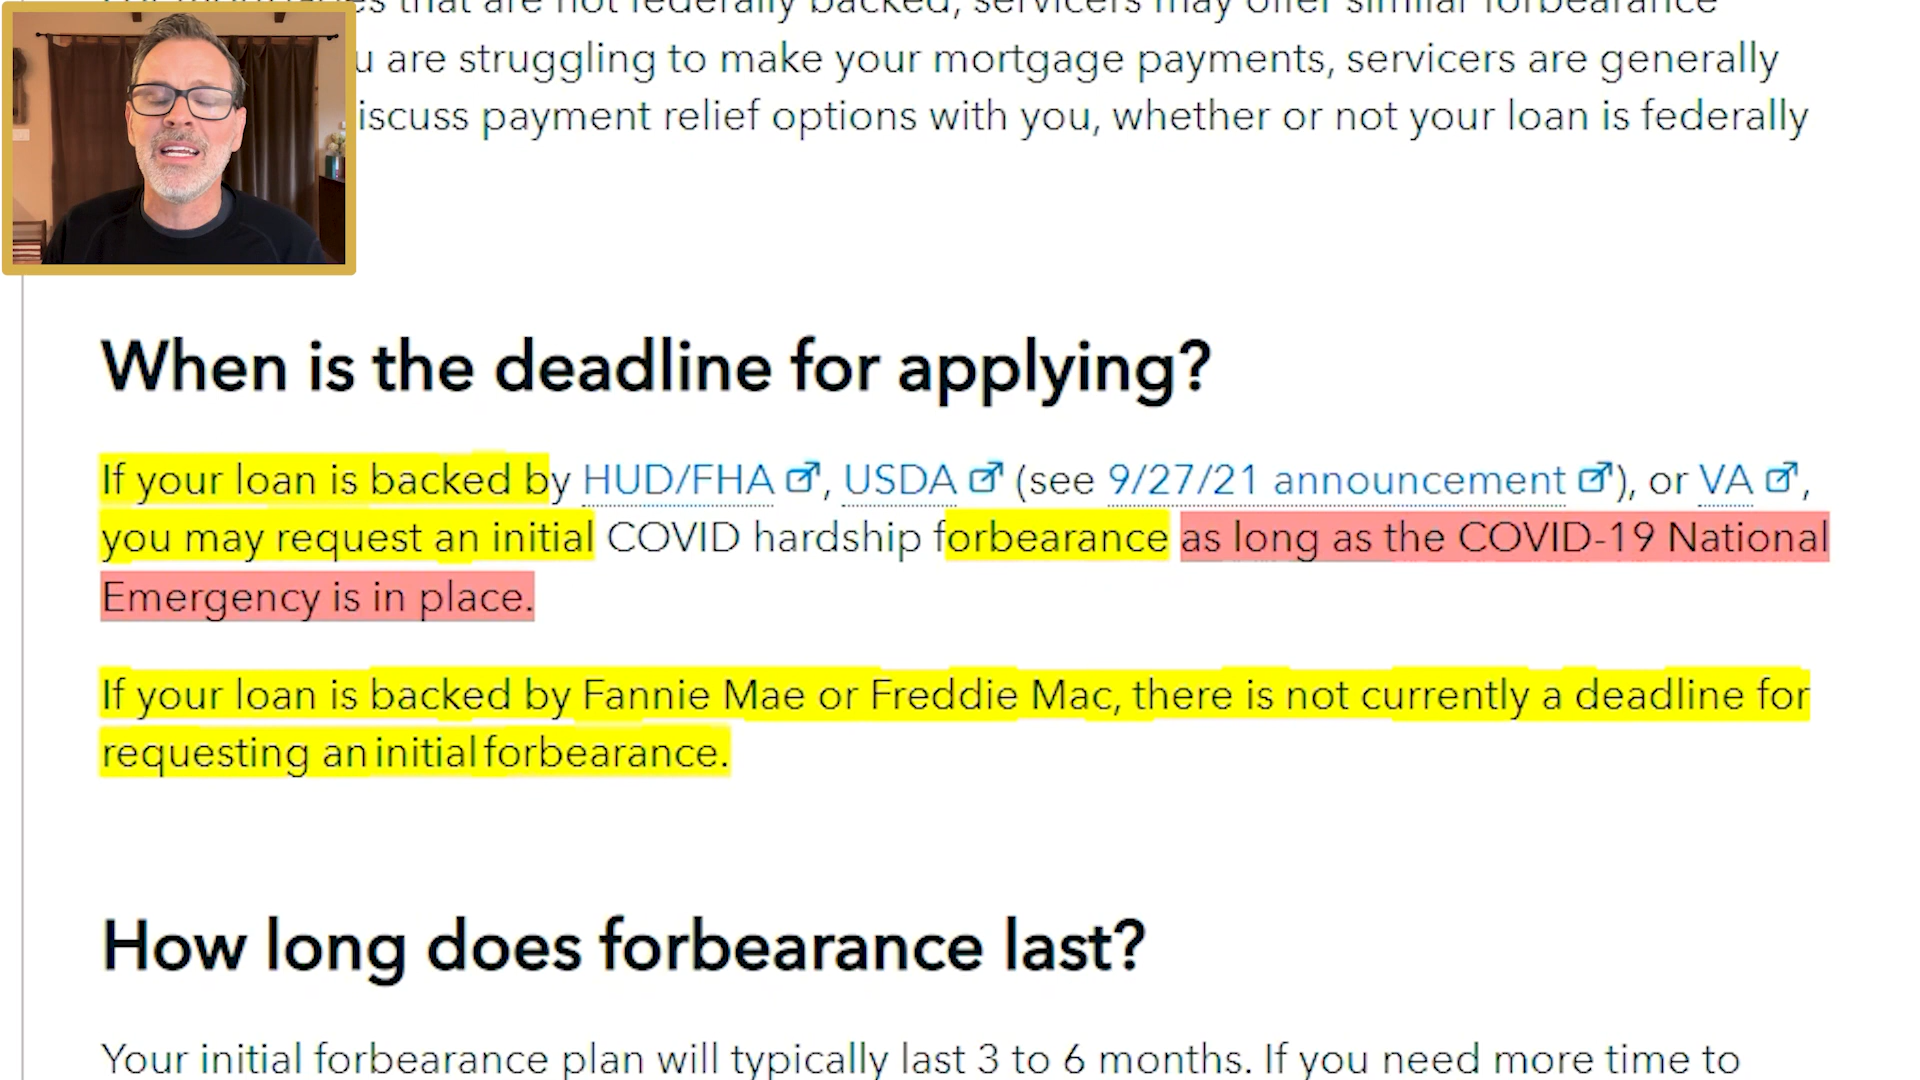 that are not federally backed, servicers may offer similar forbearance
u are struggling to make your mortgage payments, servicers are generally
iscuss payment relief options with you, whether or not your loan is federally
When is the deadline for applying?
If your loan is backed by HUD/FHA, USDA (see 9/27/21 announcement), or VA,
you may request an initial COVID hardship forbearance as long as the COVID-19 National
Emergency is in place.
If your loan is backed by Fannie Mae or Freddie Mac, there is not currently a deadline for
requesting an initial forbearance.
How long does forbearance last?
Your initial forbearance plan will typically last 3 to 6 months. If you need more time to